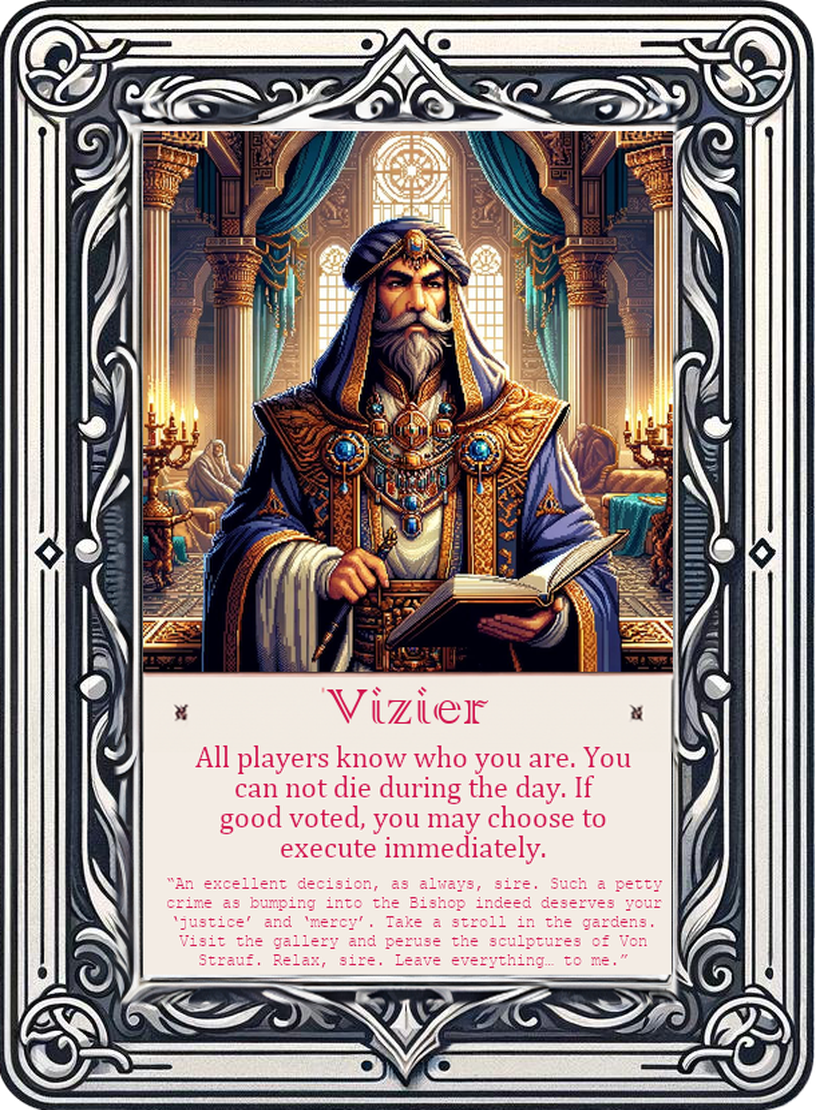 Vizier
All players know who you are. You
can not die during the day. If
good voted, you may choose to
execute immediately.
“An excellent decision, as always, sire. Such a petty
crime as bumping into the Bishop indeed deserves your
‘justice’ and ‘mercy’. Take a stroll in the gardens.
Visit the gallery and peruse the sculptures of Von
Strauf. Relax, sire. Leave everything… to me.”